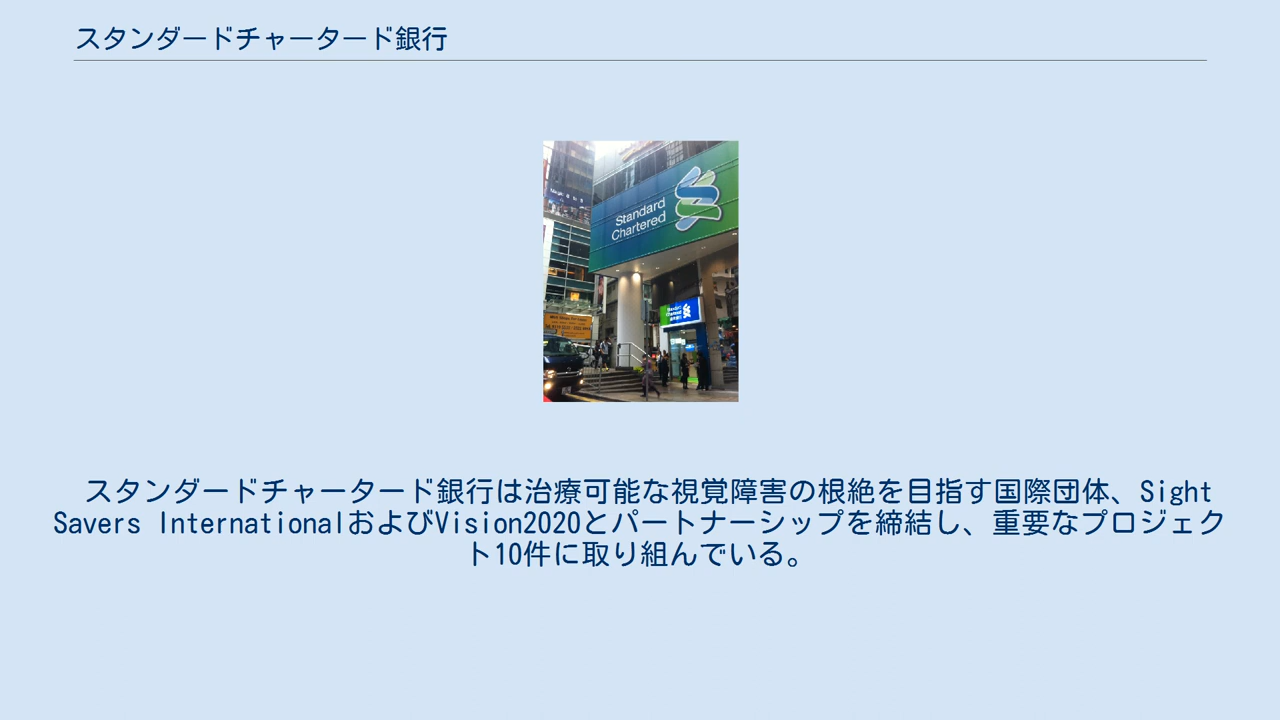 スタンダードチャータード銀行
Standard
Chartered
スタンダードチャータード銀行は治療可能な視覚障害の根絶を目指す国際団体、Sight
Savers InternationalおよびVision2020とパートナーシップを締結し、重要なプロジェク
ト10件に取り組んでいる。